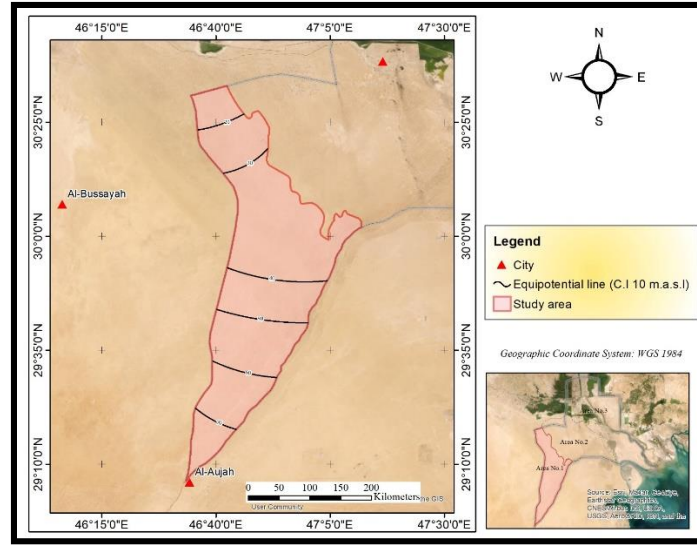 46°15'0"E 46°40'0"E 47°5'0"E 47°30'0"E
N
W E
S
30°25'0"N 30°25'0"N
Al-Bussayah
30°0'0"N 30°0'0"N
Legend
City
Equipotential line (C.I 10 m.a.s.l)
Study area
29°35'0"N 29°35'0"N
Geographic Coordinate System: WGS 1984
Area No.3
Area No.2
Area No.1
29°10'0"N 29°10'0"N
Al-Aujah
0 50 100 200
Kilometers
the GIS
User Community
Source: Esri,
46°15'0"E 46°40'0"E 47°5'0"E 47°30'0"E